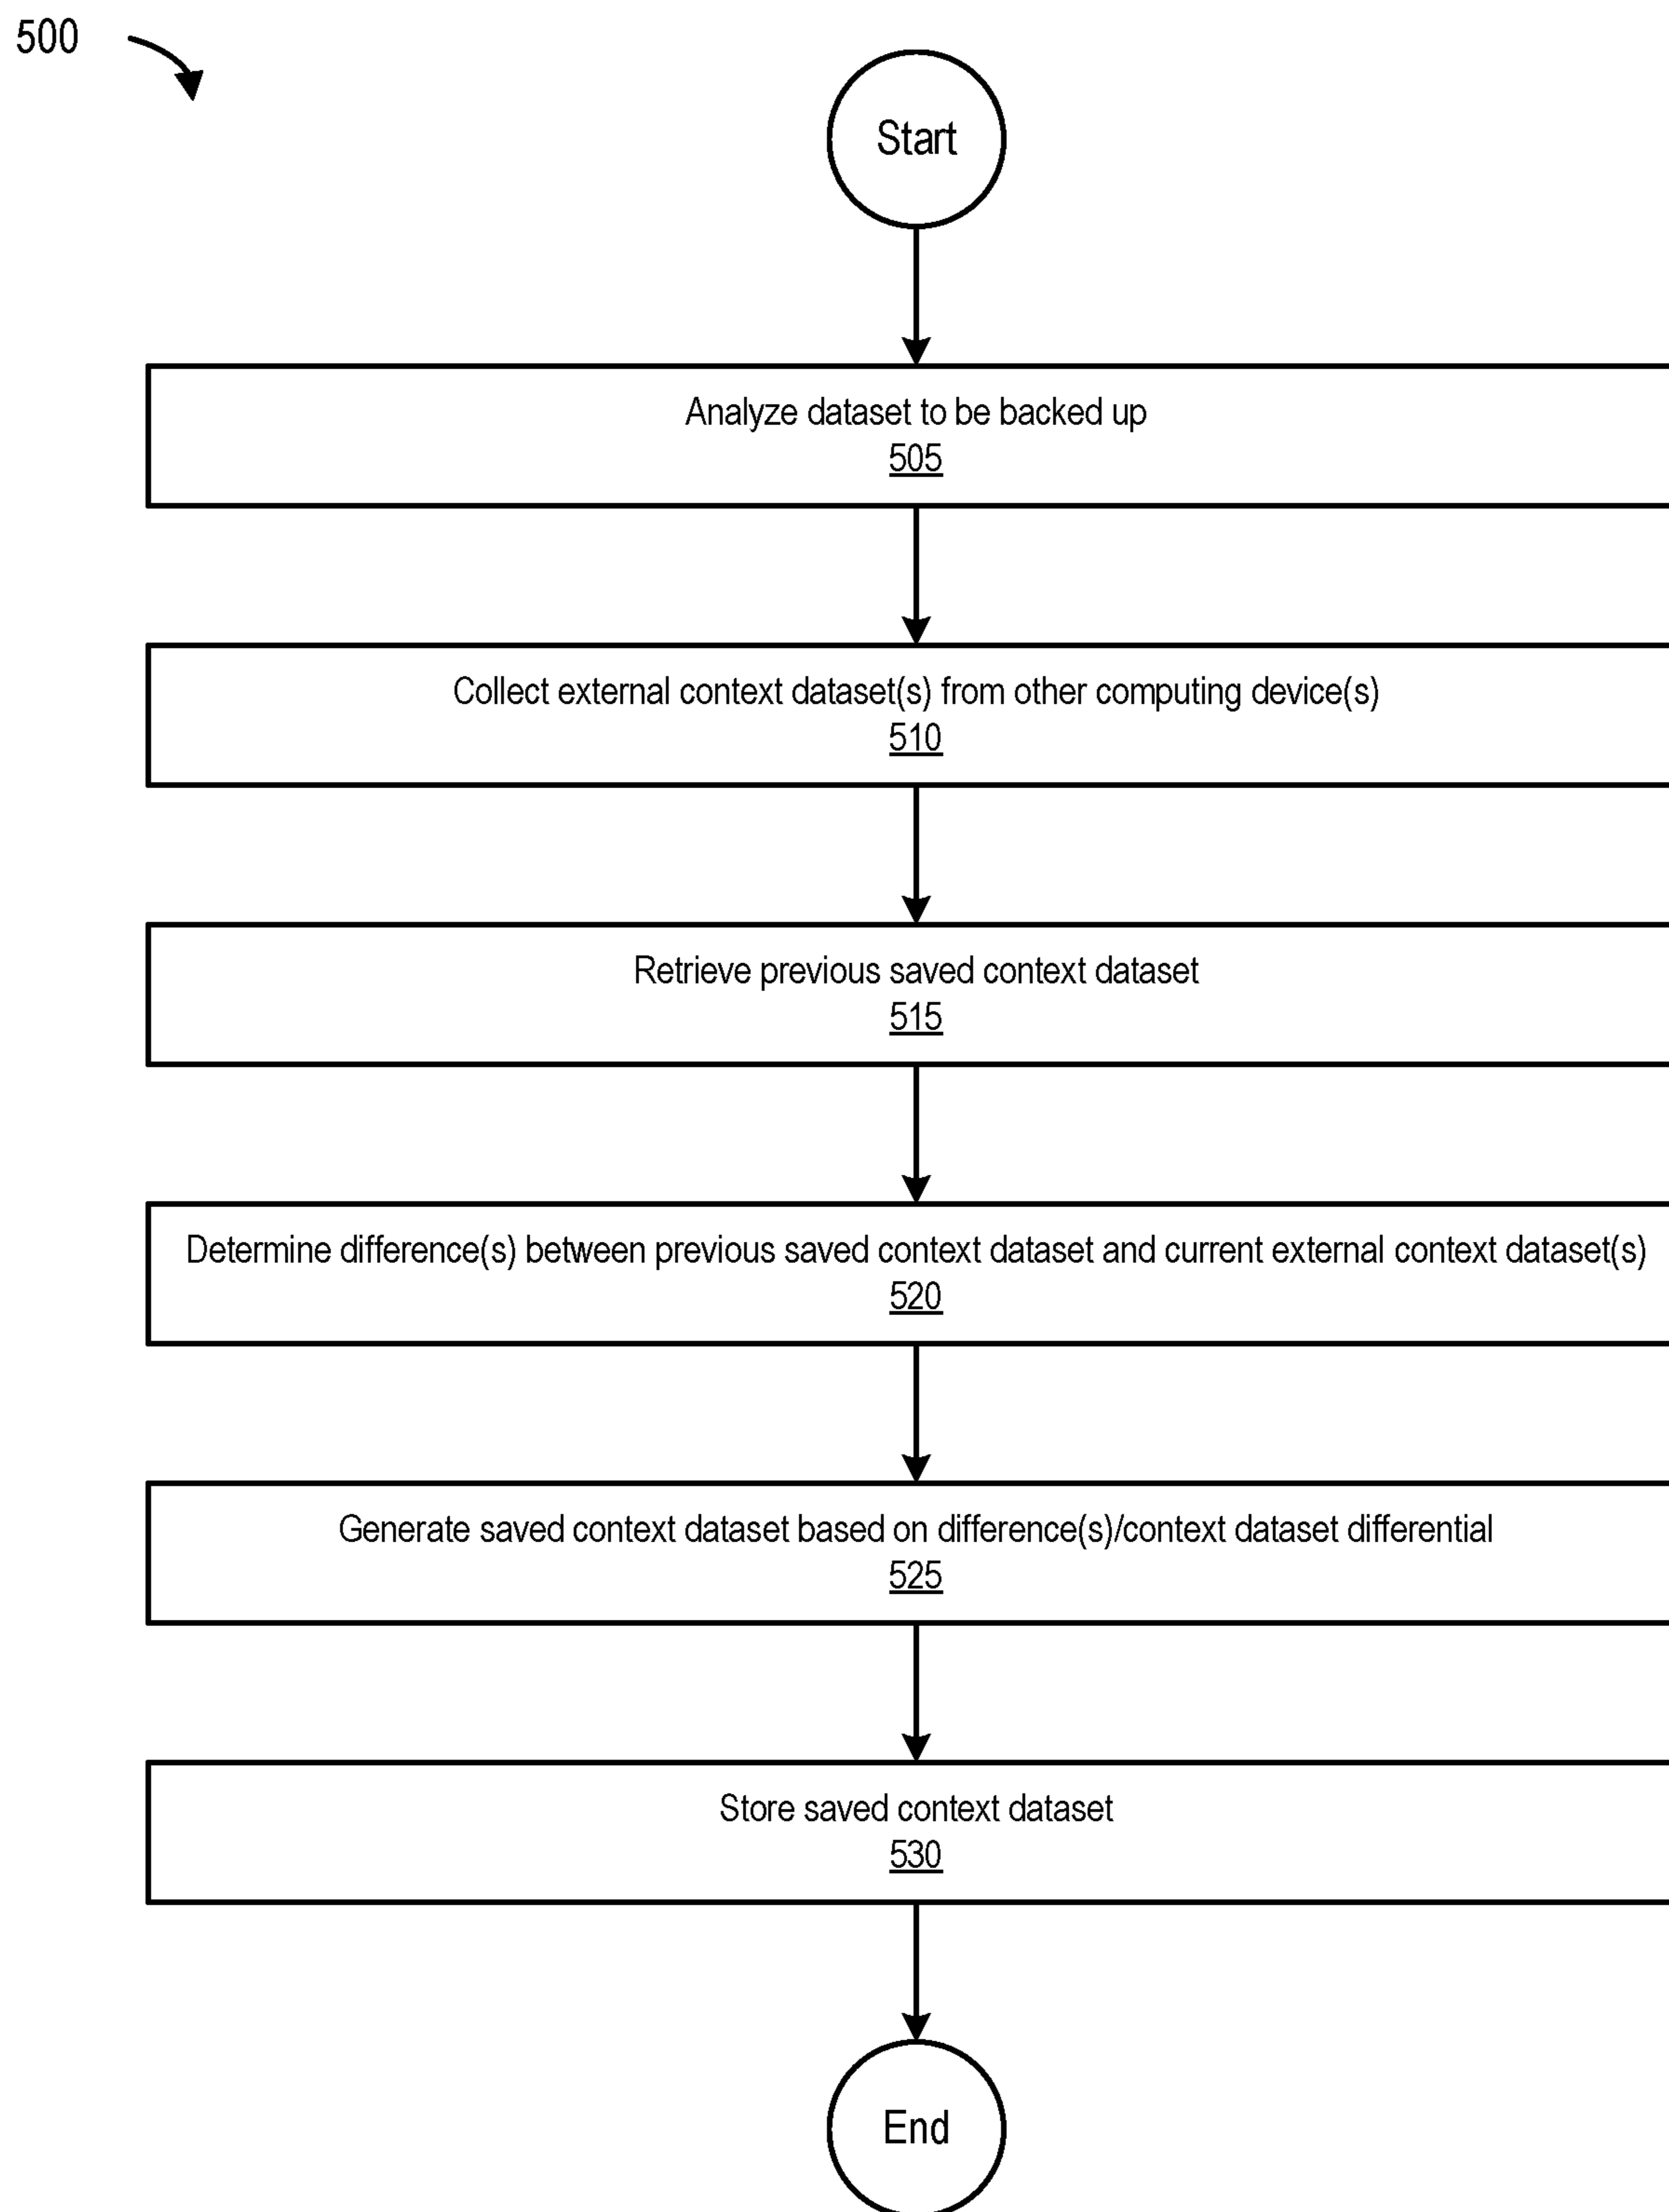 500
Start
Analyze dataset to be backed up
505
Collect external context dataset(s) from other computing device(s)
510
Retrieve previous saved context dataset
515
Determine difference(s) between previous saved context dataset and current external context dataset(s)
520
Generate saved context dataset based on difference(s)/context dataset differential
525
Store saved context dataset
530
End